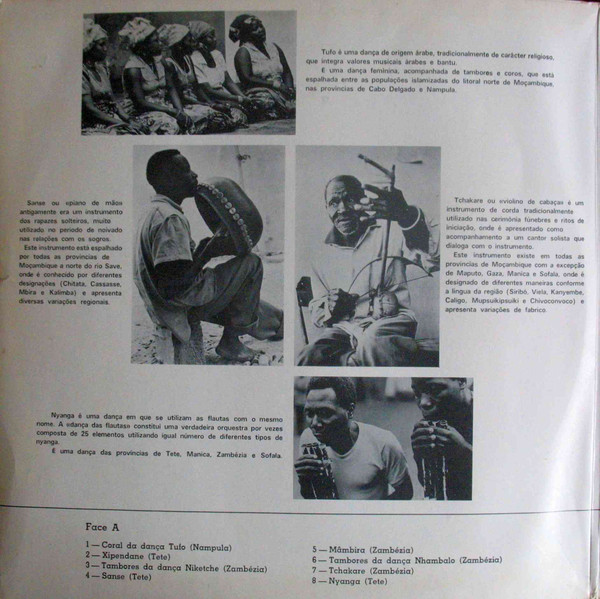 Tufo é uma dança de origem árabe, tradicionalmente de carácter religioso,
que integra valores musicais árabes e bantu.
E uma dança feminina, acompanhada de tambores e coros, que está
espalhada entre as populações islamizadas do litoral norte de Moçambique,
nas províncias de Cabo Delgado e Nampula.
Sanse ou «piano de mão»
antigamente era um instrumento
dos rapazes solteiros, muito
utilizado no período de noivado
nas relações com os sogros.
Este instrumento está espalhado
por todas as províncias de
Moçambique a norte do rio Save,
onde é conhecido por diferentes
designações (Chitata, Cassasse,
Mbira e Kalimba) e apresenta
diversas variações regionais.
Tchakare ou «violino de cabaça» é um
instrumento de corda tradicionalmente
utilizado nas cerimónia fúnebres e ritos de
iniciação, onde é apresentado como
acompanhamento a um cantor solista que
dialoga com o instrumento.
Este instrumento existe em todas as
províncias de Moçambique com a excepção
de Maputo, Gaza, Manica e Sofala, onde é
designado de diferentes maneiras conforme
a língua da região (Siribó, Viela, Kanyembe,
Caligo, Mupsuikipsuiki e Chivoconvoco) e
apresenta variações de fabrico.
Nyanga é uma dança em que se utilizam as flautas com o mesmo
nome. A «dança das flautas» constitui uma verdadeira orquestra por vezes
composta de 25 elementos utilizando igual número de diferentes tipos de
nyanga.
E uma dança das províncias de Tete, Manica, Zambézia e Sofala.
Face A
1 — Coral da dança Tufo (Nampula)
2 — Xipendane (Tete)
3 — Tambores da dança Niketche (Zambézia)
4 — Sanse (Tete)
5 — Mâmbira (Zambézia)
6 — Tambores da dança Nhambalo (Zambézia)
7 — Tchakare (Zambézia)
8 — Nyanga (Tete)